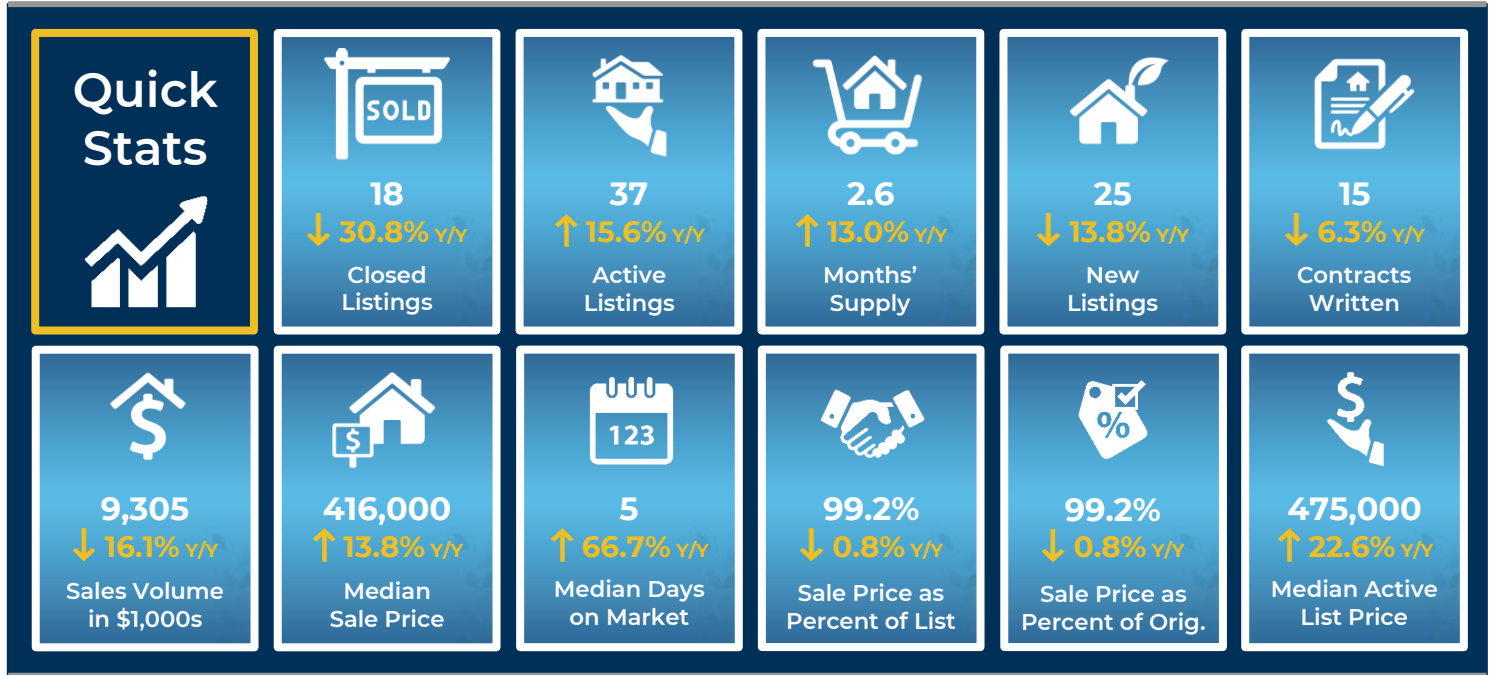 Quick
Stats
SOLD
18
↓ 30.8% Y/Y
Closed
Listings
37
↑ 15.6% Y/Y
Active
Listings
2.6
↑ 13.0% Y/Y
Months’
Supply
25
↓ 13.8% Y/Y
New
Listings
15
↓ 6.3% Y/Y
Contracts
Written
$
9,305
↓ 16.1% Y/Y
Sales Volume
in $1,000s
$
416,000
↑ 13.8% Y/Y
Median
Sale Price
123
5
↑ 66.7% Y/Y
Median Days
on Market
99.2%
↓ 0.8% Y/Y
Sale Price as
Percent of List
%
99.2%
↓ 0.8% Y/Y
Sale Price as
Percent of Orig.
$
475,000
↑ 22.6% Y/Y
Median Active
List Price